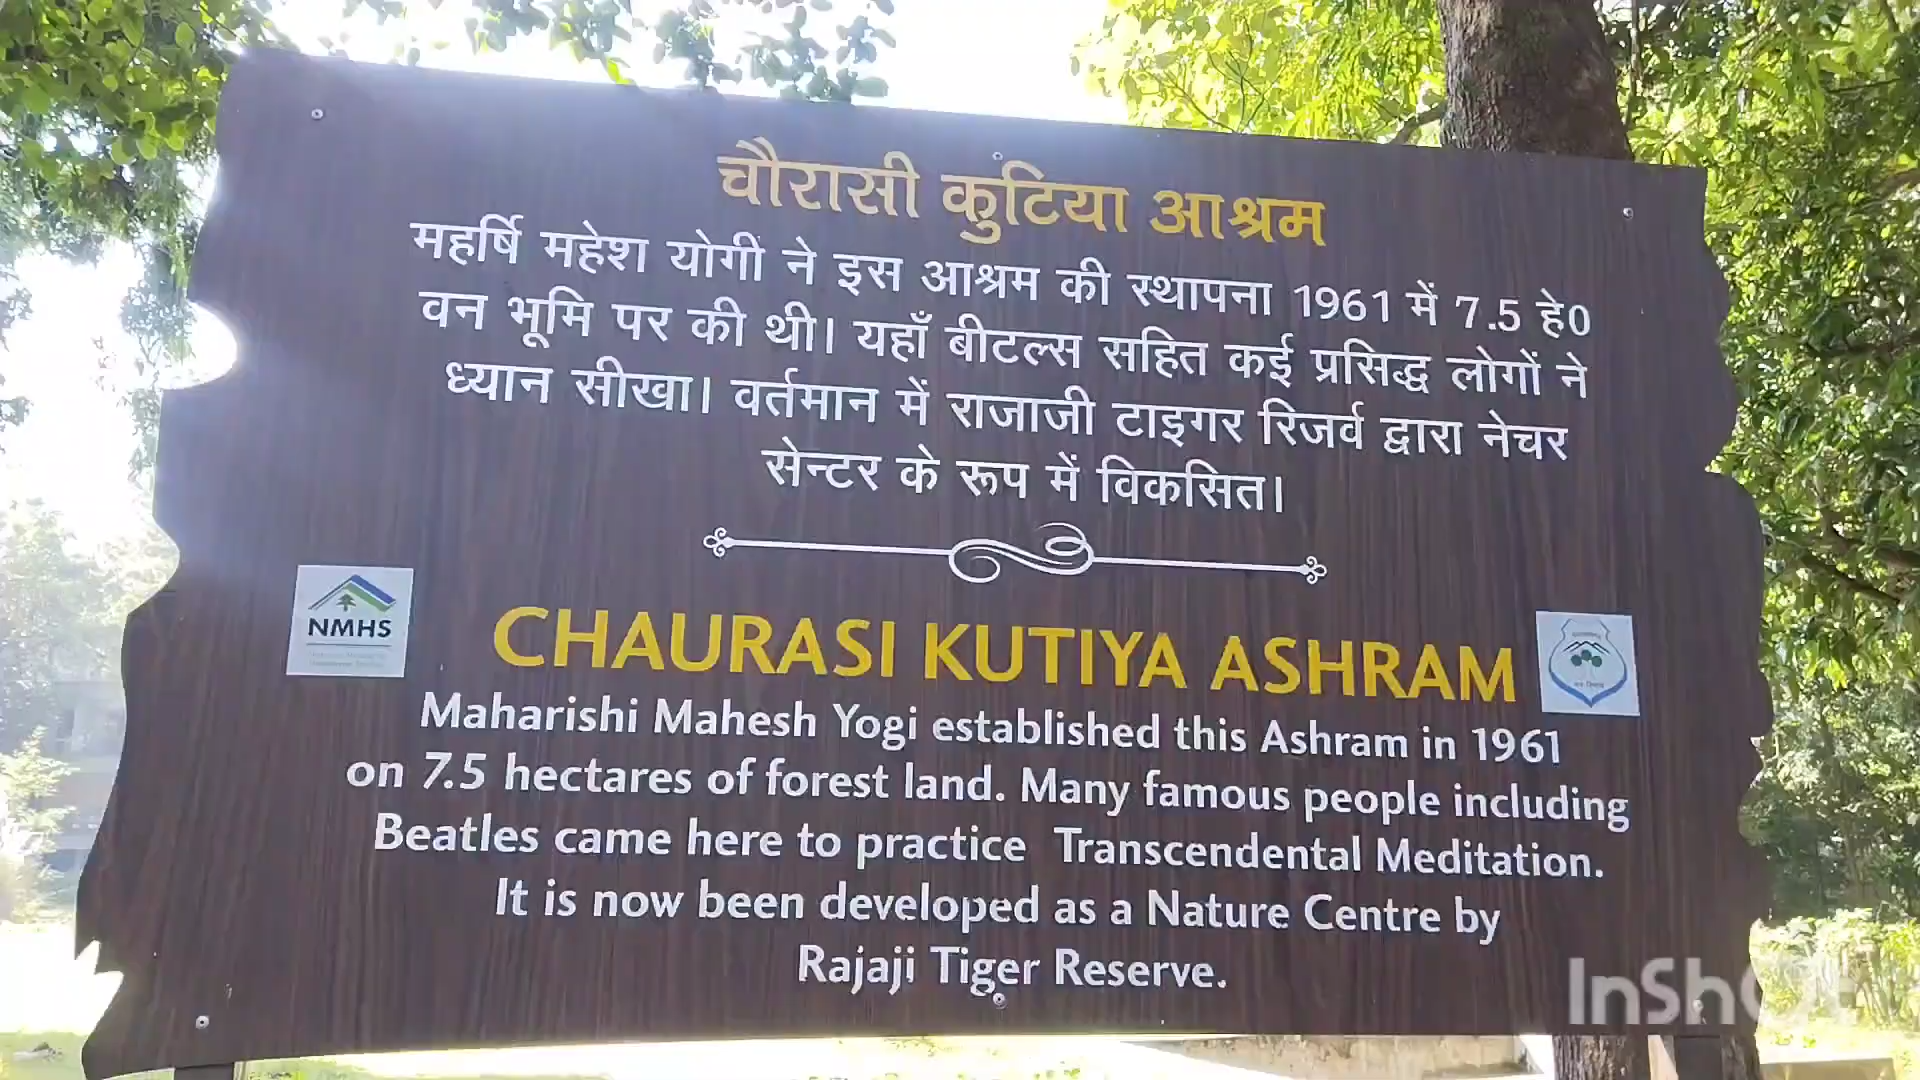 चौरासी कुटिया आश्रम
महर्षि महेश योगी ने इस आश्रम की स्थापना 1961 में 7.5 हे0
वन भूमि पर की थी। यहाँ बीटल्स सहित कई प्रसिद्ध लोगों ने
ध्यान सीखा। वर्तमान में राजाजी टाइगर रिजर्व द्वारा नेचर
सेन्टर के रूप में विकसित।
NMHS
CHAURASI KUTIYA ASHRAM
Maharishi Mahesh Yogi established this Ashram in 1961
on 7.5 hectares of forest land. Many famous people including
Beatles came here to practice Transcendental Meditation.
It is now been developed as a Nature Centre by
Rajaji Tiger Reserve.
InShOt